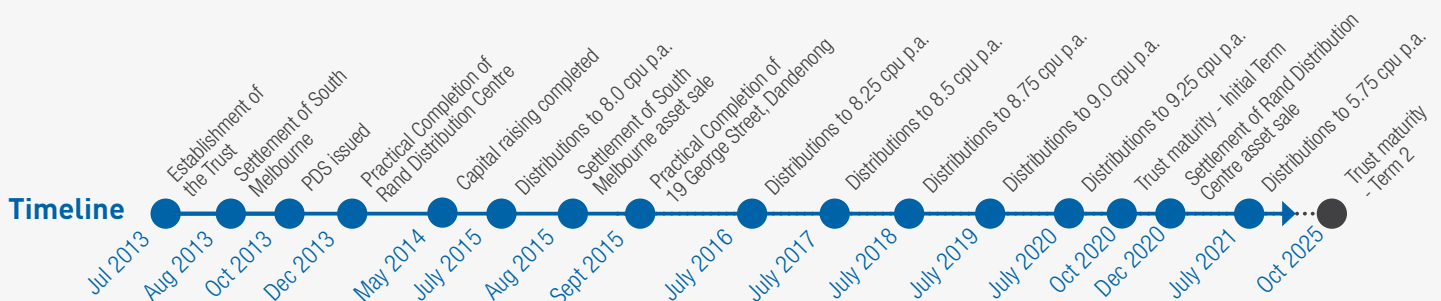 Timeline
Establishment of
the Trust
Jul 2013
Settlement of South
Melbourne
Aug 2013
PDS issued
Oct 2013
Practical Completion of
Rand Distribution Centre
Dec 2013
Capital raising completed
May 2014
Distributions to 8.0 cpu p.a.
July 2015
Settlement of South
Melbourne asset sale
Aug 2015
Practical Completion of
19 George Street, Dandenong
Sept 2015
Distributions to 8.25 cpu p.a.
July 2016
Distributions to 8.5 cpu p.a.
July 2017
Distributions to 8.75 cpu p.a.
July 2018
Distributions to 9.0 cpu p.a.
July 2019
Distributions to 9.25 cpu p.a.
July 2020
Trust maturity - Initial Term
Oct 2020
Settlement of Rand Distribution
Centre asset sale
Dec 2020
Distributions to 5.75 cpu p.a.
July 2021
Trust maturity
- Term 2
Oct 2025